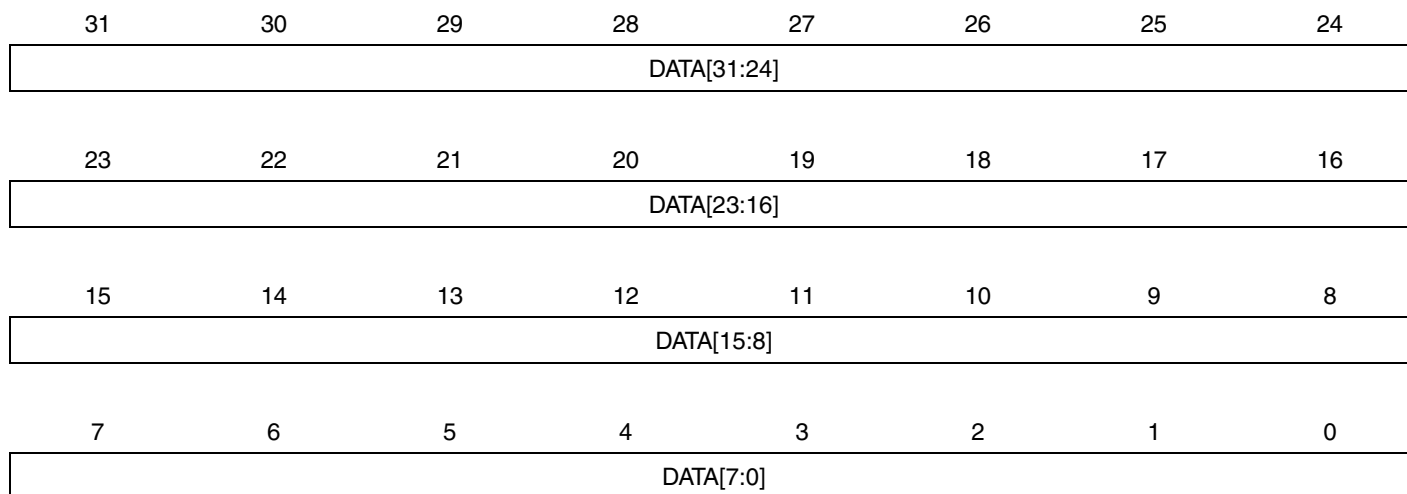 31 30 29 28 27 26 25 24
DATA[31:24]
23 22 21 20 19 18 17 16
DATA[23:16]
15 14 13 12 11 10 9 8
DATA[15:8]
7 6 5 4 3 2 1 0
DATA[7:0]